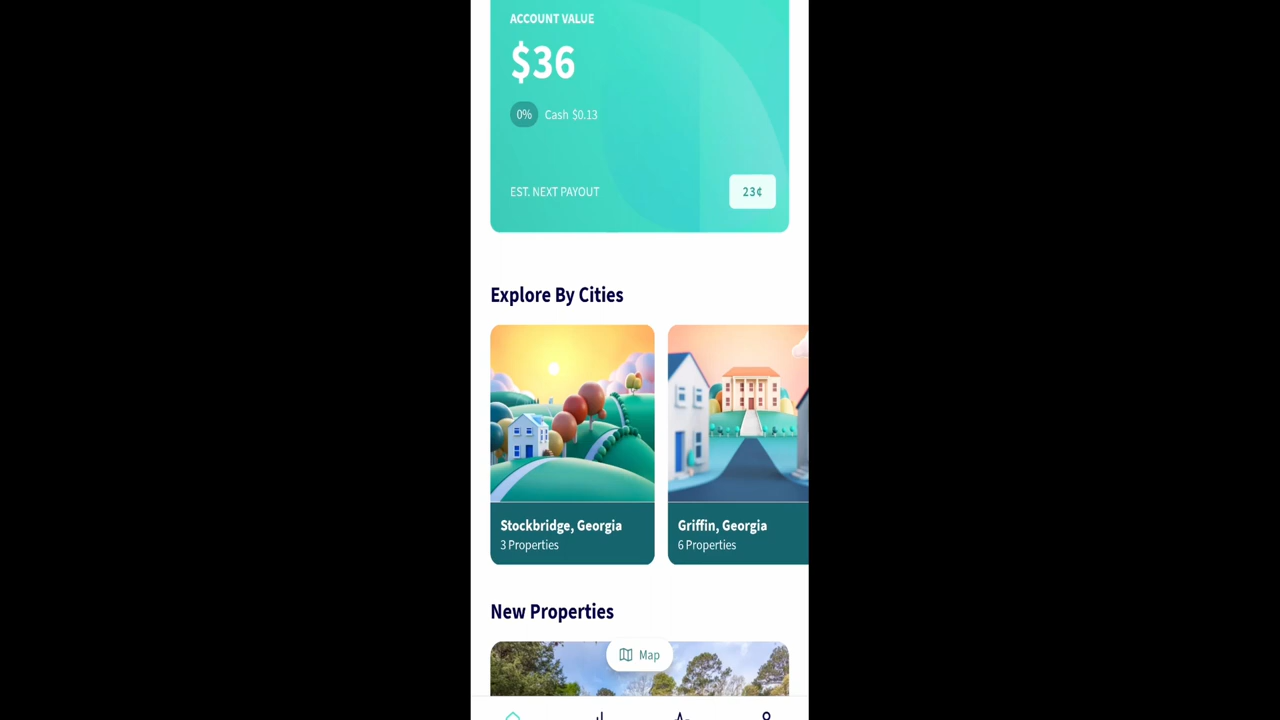 ACCOUNT VALUE
$36
0% Cash $0.13
EST. NEXT PAYOUT 23¢
Explore By Cities
Stockbridge, Georgia
3 Properties
Griffin, Georgia
6 Properties
New Properties
Map